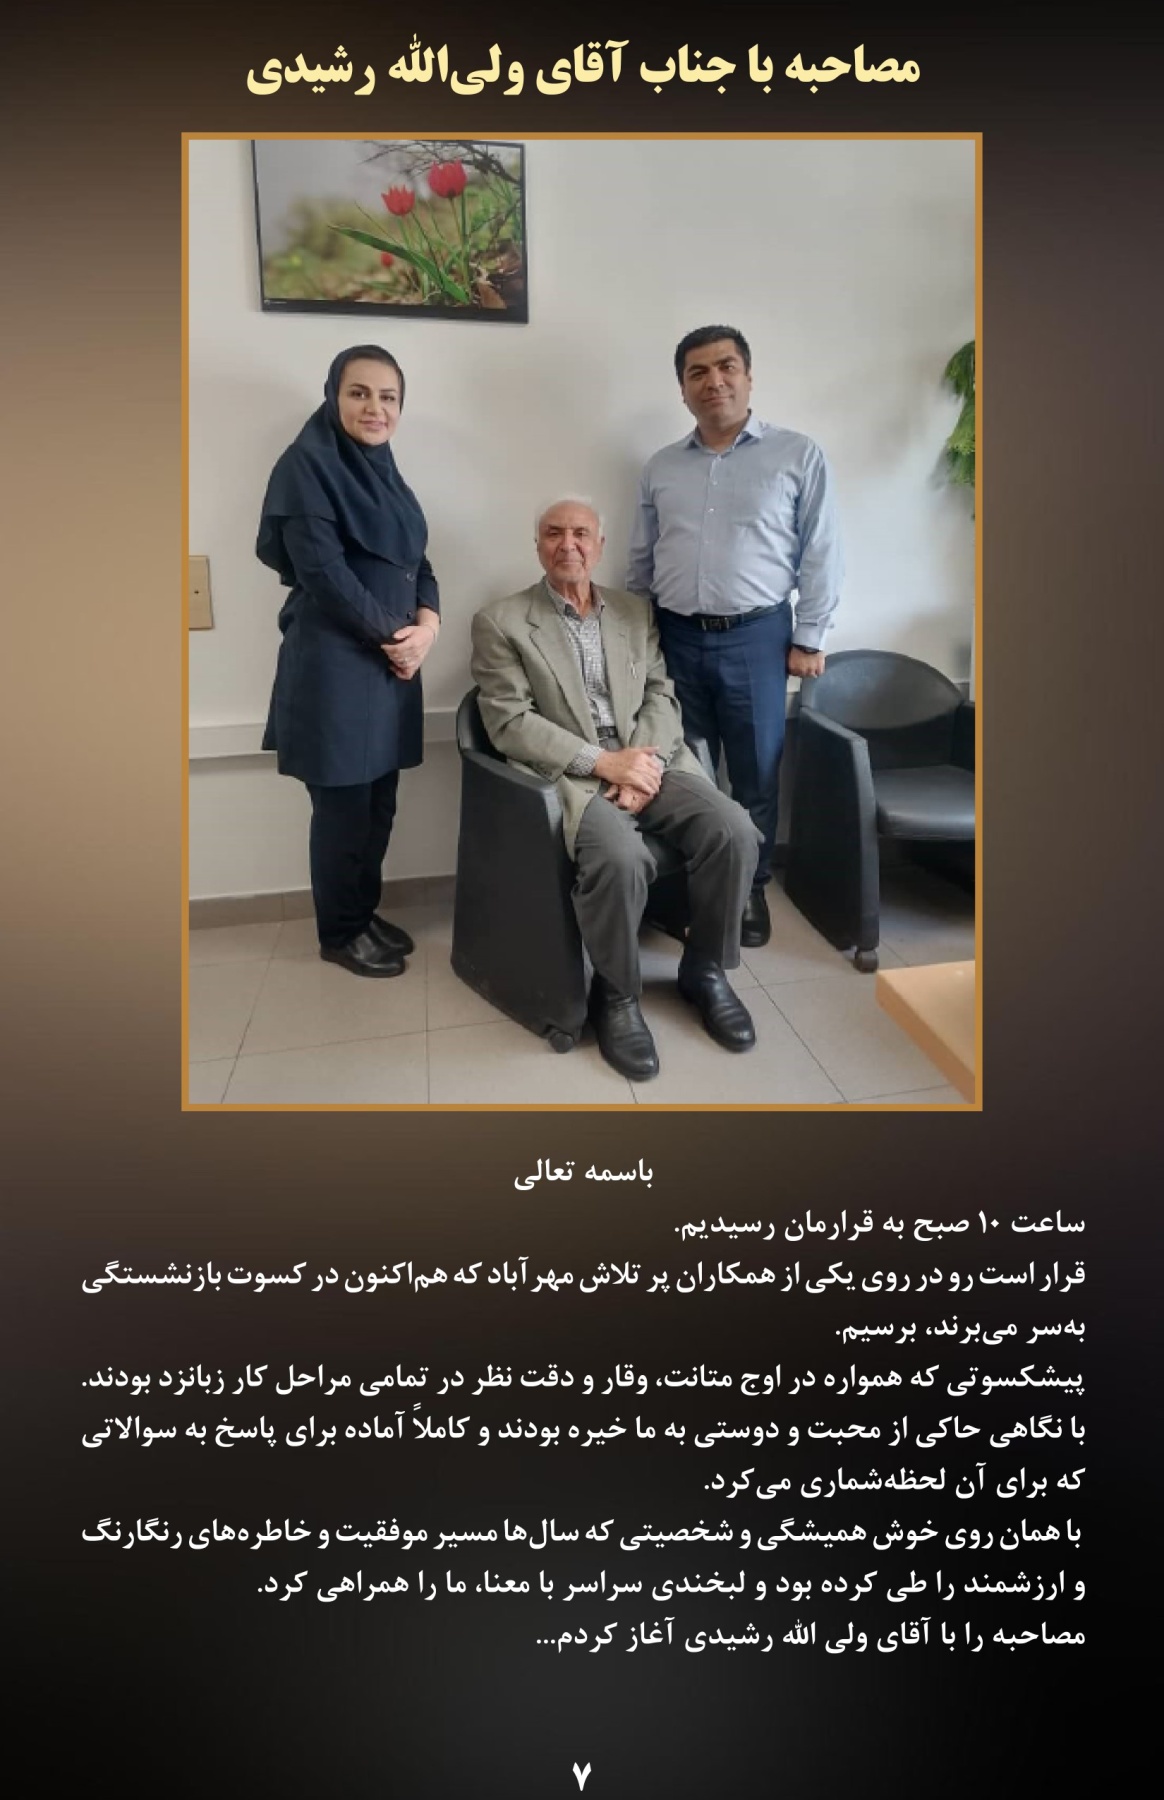 مصاحبه با جناب آقای ولی‌الله رشیدی
باسمه تعالی
ساعت ۱۰ صبح به قرارمان رسیدیم.
قرار است رو در روی یکی از همکاران پر تلاش مهرآباد که هم‌اکنون در کسوت بازنشستگی
به‌سر می‌برند، برسیم.
پیشکسوتی که همواره در اوج متانت، وقار و دقت نظر در تمامی مراحل کار زبانزد بودند.
با نگاهی حاکی از محبت و دوستی به ما خیره بودند و کاملاً آماده برای پاسخ به سوالاتی
که برای آن لحظه‌شماری می‌کرد.
با همان روی خوش همیشگی و شخصیتی که سال‌ها مسیر موفقیت و خاطره‌های رنگارنگ
و ارزشمند را طی کرده بود و لبخندی سراسر با معنا، ما را همراهی کرد.
مصاحبه را با آقای ولی الله رشیدی آغاز کردم...
۷